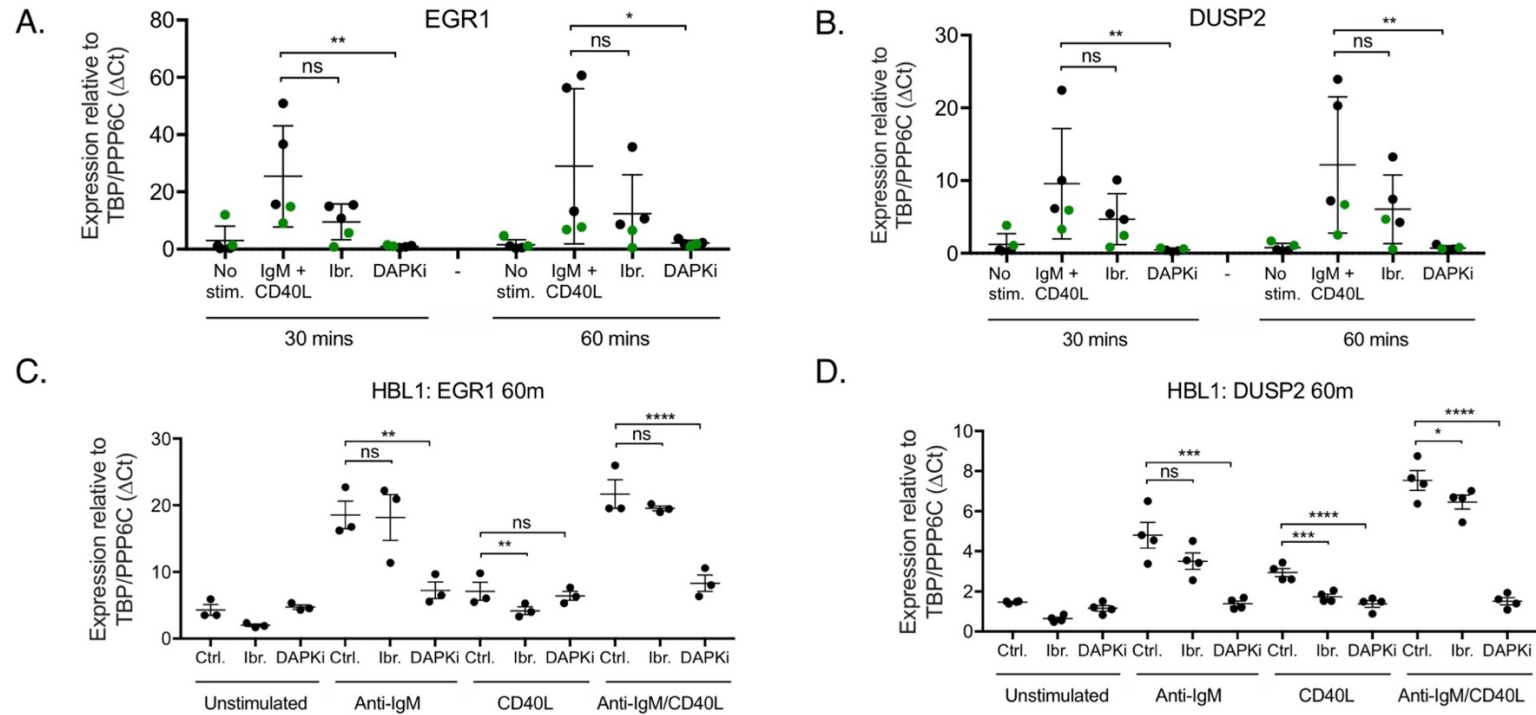 A.
EGR1
Expression relative to
TBP/PPP6C (ΔCt)
80
60
40
20
0
**
ns
*
ns
No
stim.
IgM +
CD40L
Ibr.
DAPKi
-
No
stim.
IgM +
CD40L
Ibr.
DAPKi
30 mins
60 mins
B.
DUSP2
Expression relative to
TBP/PPP6C (ΔCt)
30
20
10
0
**
ns
**
ns
No
stim.
IgM +
CD40L
Ibr.
DAPKi
-
No
stim.
IgM +
CD40L
Ibr.
DAPKi
30 mins
60 mins
C.
HBL1: EGR1 60m
Expression relative to
TBP/PPP6C (ΔCt)
30
20
10
0
**
ns
ns
**
****
ns
Ctrl. Ibr. DAPKi Ctrl. Ibr. DAPKi Ctrl. Ibr. DAPKi Ctrl. Ibr. DAPKi
Unstimulated Anti-IgM CD40L Anti-IgM/CD40L
D.
HBL1: DUSP2 60m
Expression relative to
TBP/PPP6C (ΔCt)
10
8
6
4
2
0
***
ns
****
***
****
*
Ctrl. Ibr. DAPKi Ctrl. Ibr. DAPKi Ctrl. Ibr. DAPKi Ctrl. Ibr. DAPKi
Unstimulated Anti-IgM CD40L Anti-IgM/CD40L